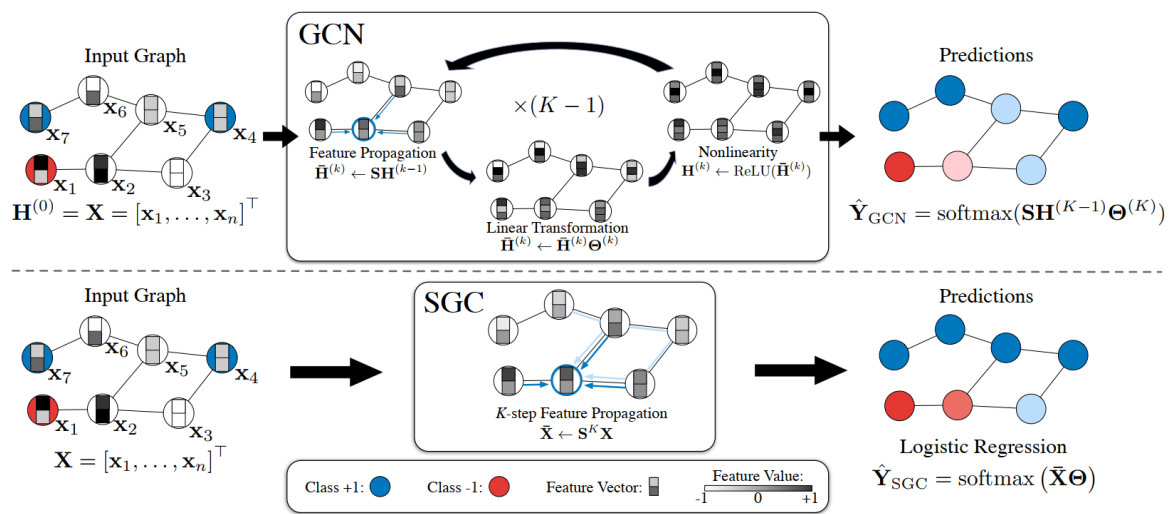 GCN
Input Graph
Predictions
x₆
x₅
x₇
x₄
x₁
x₂
x₃
×(K − 1)
Feature Propagation
H̄⁽ᵏ⁾ ← SH⁽ᵏ⁻¹⁾
Nonlinearity
H⁽ᵏ⁾ ← ReLU(H̄⁽ᵏ⁾)
Linear Transformation
H̄⁽ᵏ⁾ ← H̄⁽ᵏ⁾Θ⁽ᵏ⁾
H⁽⁰⁾ = X = [x₁, . . . , xₙ]⊤
Ŷ_GCN = softmax(SH⁽ᴷ⁻¹⁾Θ⁽ᴷ⁾)
Input Graph
SGC
Predictions
x₆
x₅
x₇
x₄
x₁
x₂
x₃
K-step Feature Propagation
X̄ ← SᴷX
X = [x₁, . . . , xₙ]⊤
Logistic Regression
Ŷ_SGC = softmax (X̄Θ)
Class +1:
Class -1:
Feature Vector:
Feature Value:
-1 0 +1